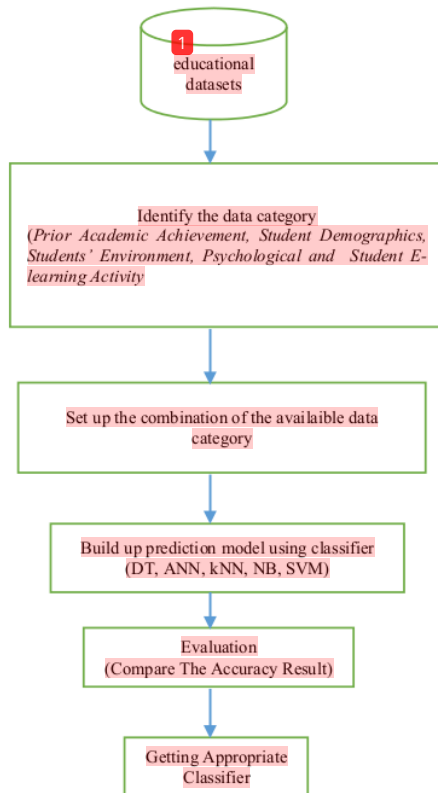 1
educational
datasets
Identify the data category
(Prior Academic Achievement, Student Demographics,
Students’ Environment, Psychological and Student E-
learning Activity
Set up the combination of the availaible data
category
Build up prediction model using classifier
(DT, ANN, kNN, NB, SVM)
Evaluation
(Compare The Accuracy Result)
Getting Appropriate
Classifier